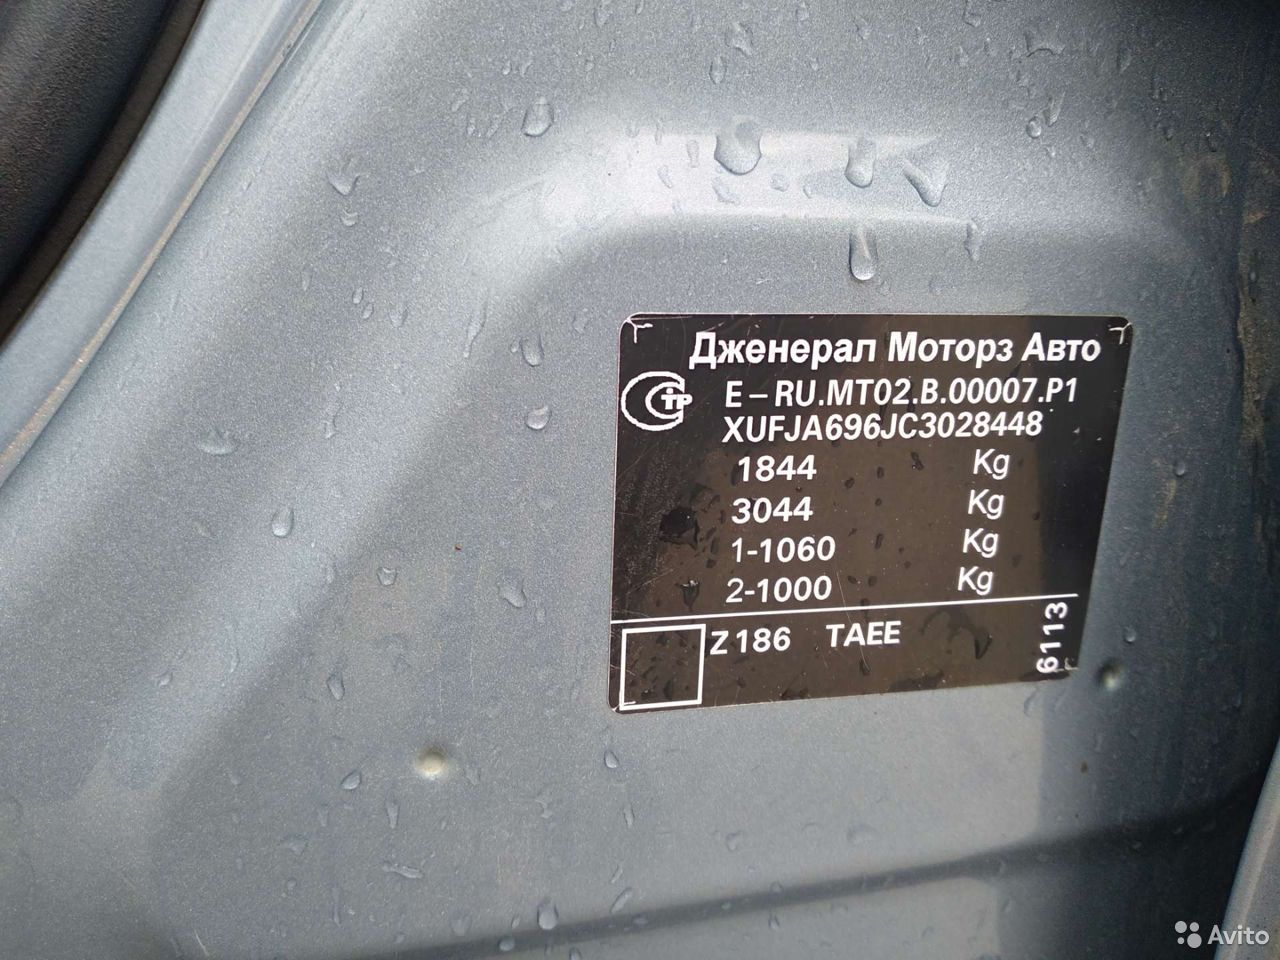 Дженерал Моторз Авто
E – RU.MT02.B.00007.P1
XUFJA696JC3028448
1844 Kg
3044 Kg
1-1060 Kg
2-1000 Kg
Z186 TAEE
6113
Avito